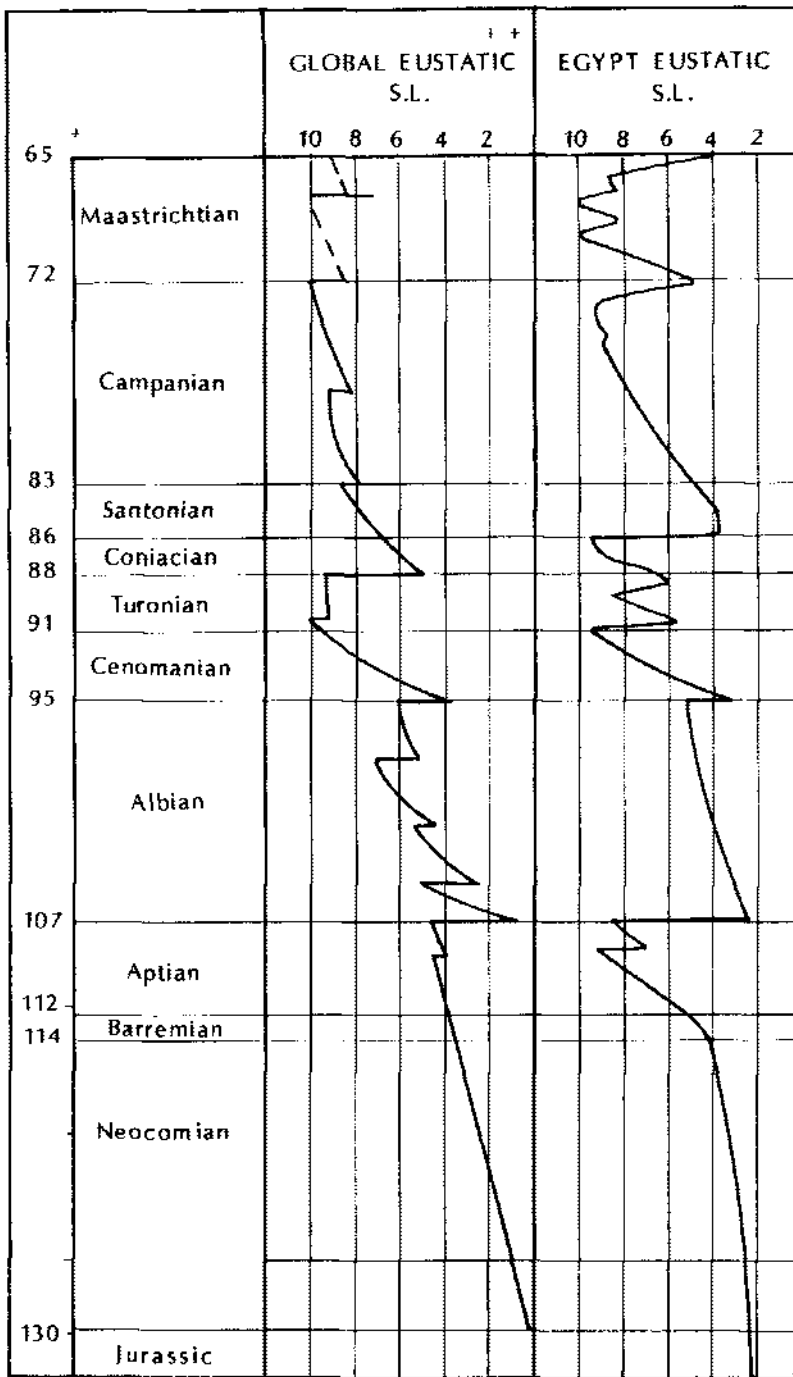 + +
GLOBAL EUSTATIC
S.L.
EGYPT EUSTATIC
S.L.
10 8 6 4 2
10 8 6 4 2
+
65
Maastrichtian
72
Campanian
83
Santonian
86
Coniacian
88
Turonian
91
Cenomanian
95
Albian
107
Aptian
112
Barremian
114
Neocomian
130
Jurassic